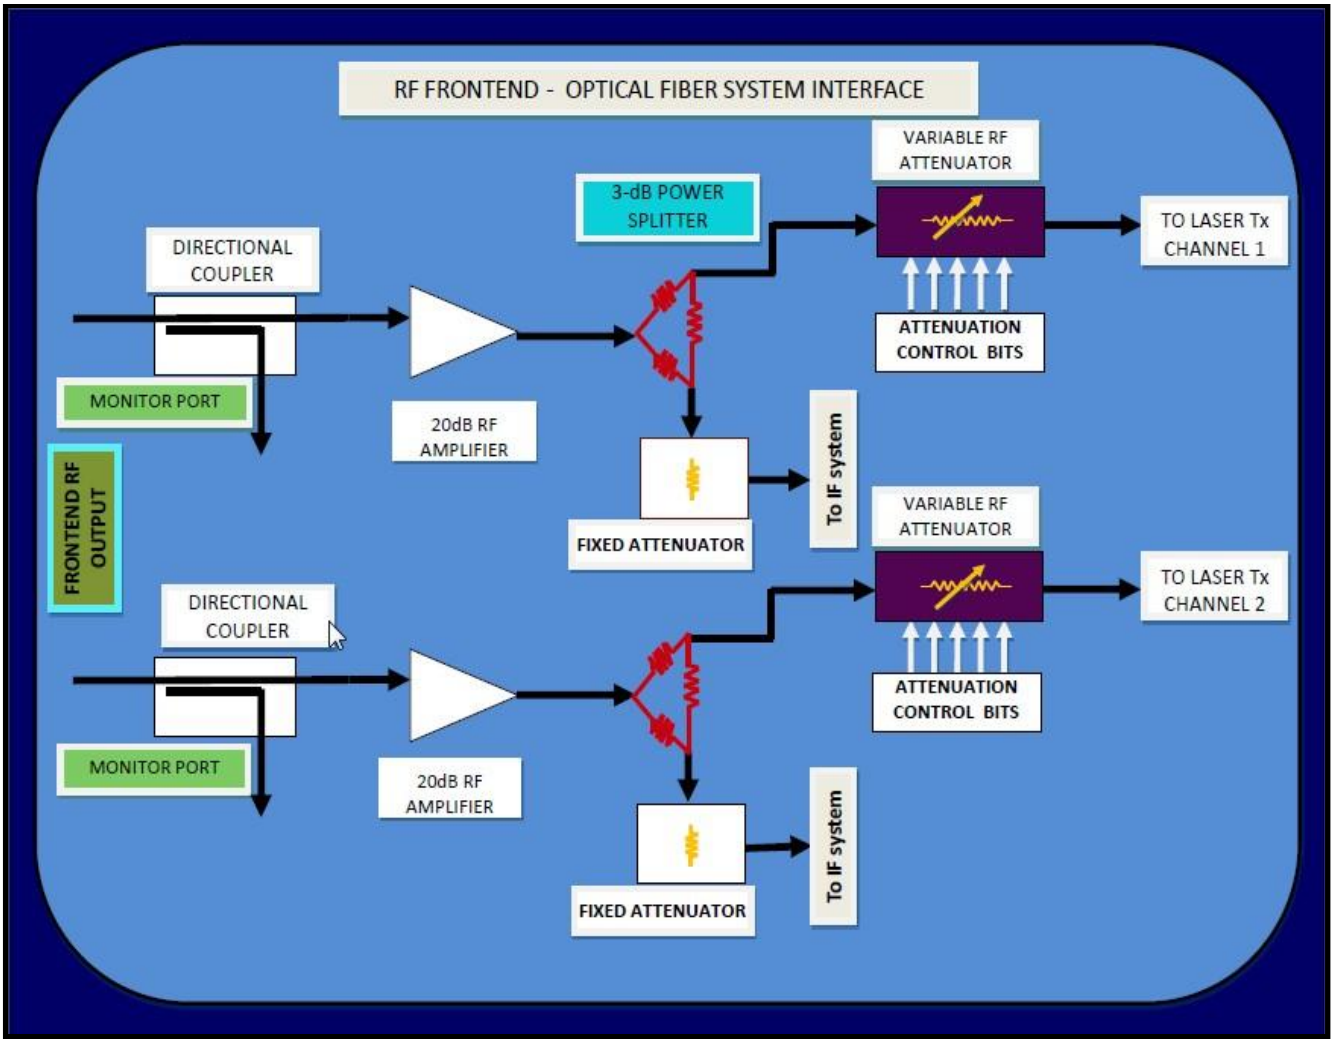 RF FRONTEND - OPTICAL FIBER SYSTEM INTERFACE
VARIABLE RF
ATTENUATOR
3-dB POWER
SPLITTER
TO LASER Tx
CHANNEL 1
DIRECTIONAL
COUPLER
ATTENUATION
CONTROL BITS
MONITOR PORT
20dB RF
AMPLIFIER
To IF system
FIXED ATTENUATOR
FRONTEND RF
OUTPUT
VARIABLE RF
ATTENUATOR
TO LASER Tx
CHANNEL 2
DIRECTIONAL
COUPLER
ATTENUATION
CONTROL BITS
MONITOR PORT
20dB RF
AMPLIFIER
To IF system
FIXED ATTENUATOR